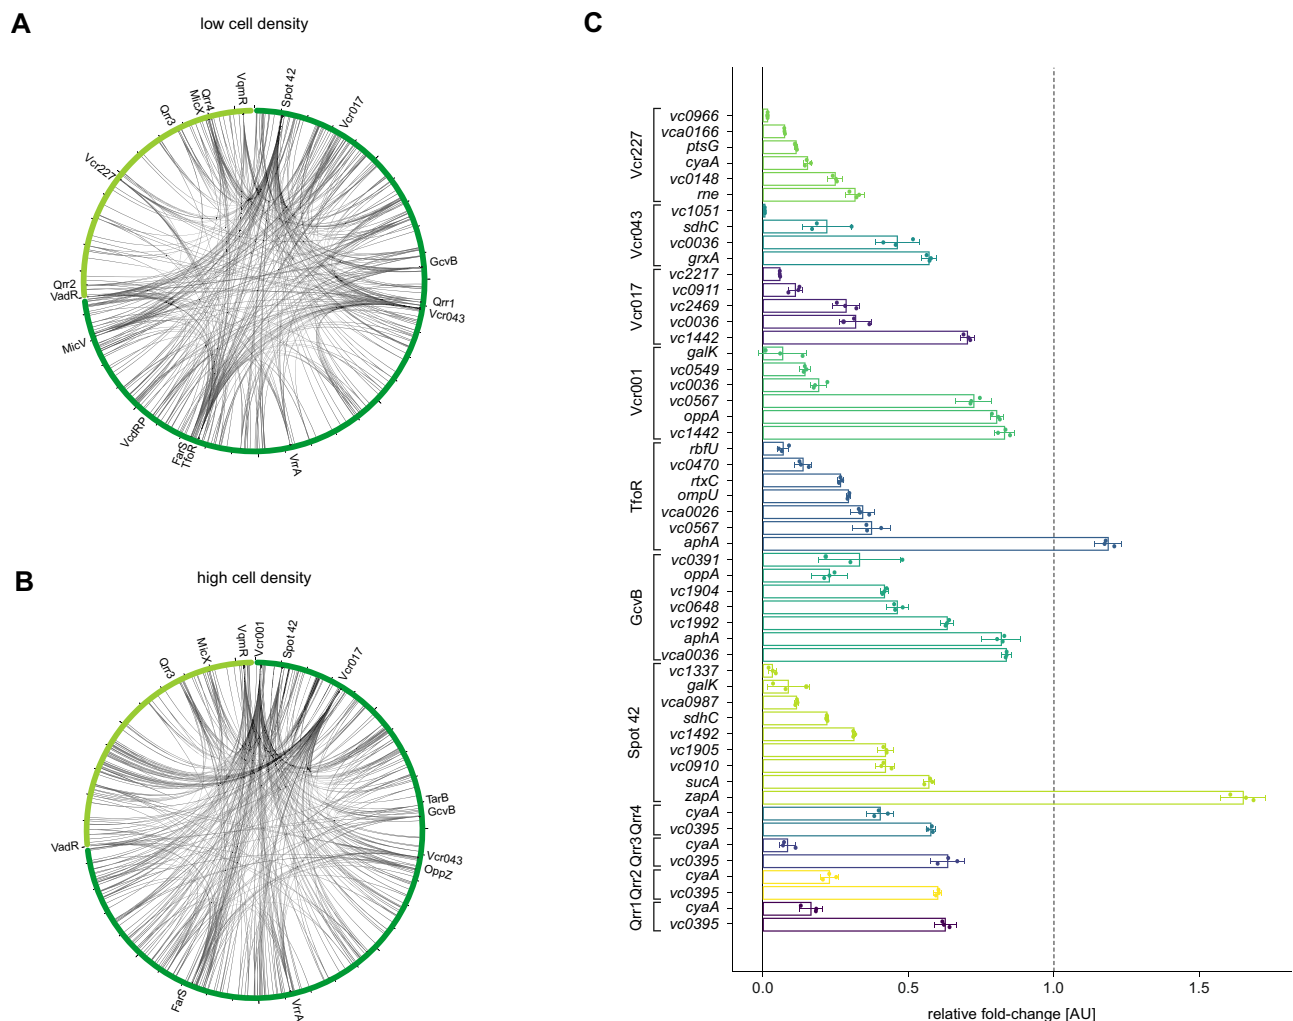 A
low cell density
VqmR
Spot 42
Vcr017
Qrr4
MicX
Qrr3
Vcr227
GcvB
Qrr1
Vcr043
Qrr2
VadR
MicV
VcdRP
FarS
TfoR
VrrA
B
high cell density
VqmR
Vcr001
Spot 42
Vcr017
MicX
Qrr3
TarB
GcvB
Vcr043
OppZ
VadR
FarS
VrrA
C
Vcr227
vc0966
vca0166
ptsG
cyaA
vc0148
rne
Vcr043
vc1051
sdhC
vc0036
grxA
Vcr017
vc2217
vc0911
vc2469
vc0036
vc1442
Vcr001
galK
vc0549
vc0036
vc0567
oppA
vc1442
TfoR
rbfU
vc0470
rtxC
ompU
vca0026
vc0567
aphA
GcvB
vc0391
oppA
vc1904
vc0648
vc1992
aphA
vca0036
Spot 42
vc1337
galK
vca0987
sdhC
vc1492
vc1905
vc0910
sucA
zapA
Qrr4
cyaA
vc0395
Qrr3
cyaA
vc0395
Qrr2
cyaA
vc0395
Qrr1
cyaA
vc0395
0.0 0.5 1.0 1.5
relative fold-change [AU]